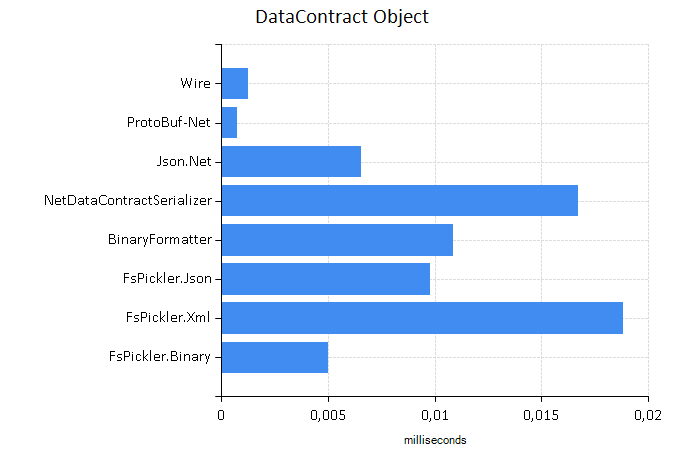 DataContract Object
Wire
ProtoBuf-Net
Json.Net
NetDataContractSerializer
BinaryFormatter
FsPickler.Json
FsPickler.Xml
FsPickler.Binary
0 0,005 0,01 0,015 0,02
milliseconds